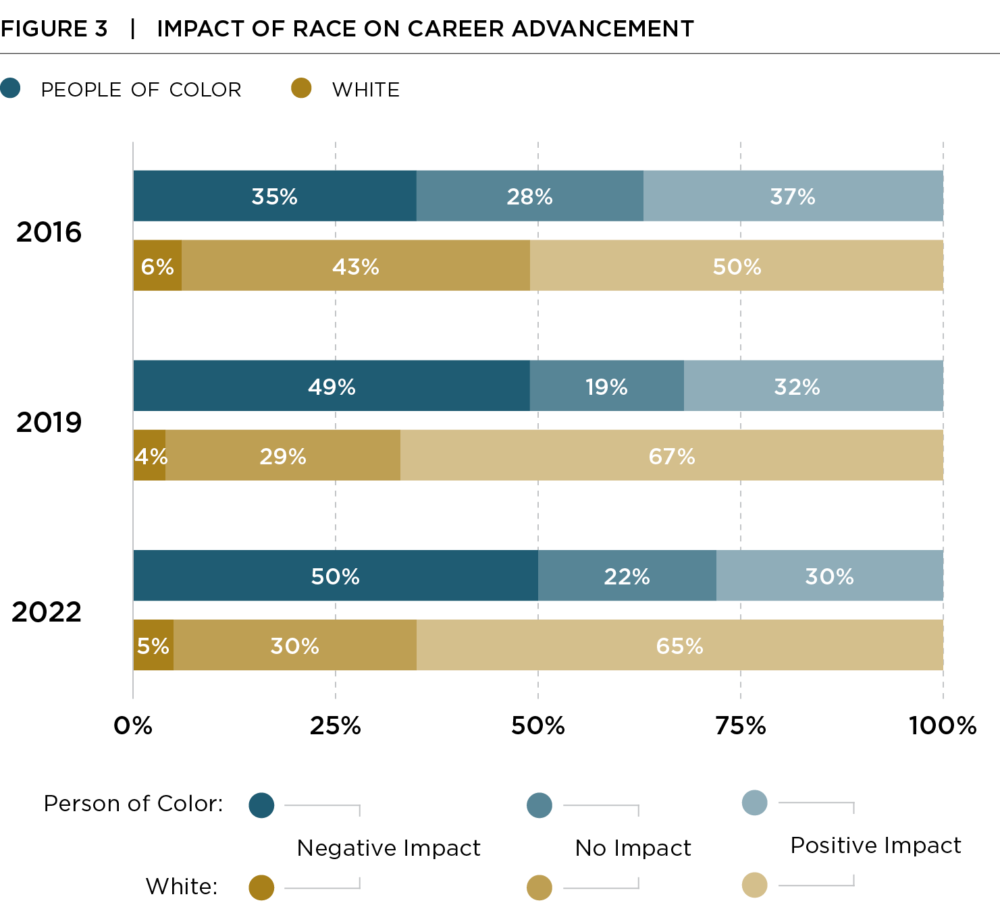 FIGURE 3 | IMPACT OF RACE ON CAREER ADVANCEMENT
PEOPLE OF COLOR WHITE
35% 28% 37%
2016
6% 43% 50%
49% 19% 32%
2019
4% 29% 67%
50% 22% 30%
2022
5% 30% 65%
0% 25% 50% 75% 100%
Person of Color:
Negative Impact No Impact Positive Impact
White: